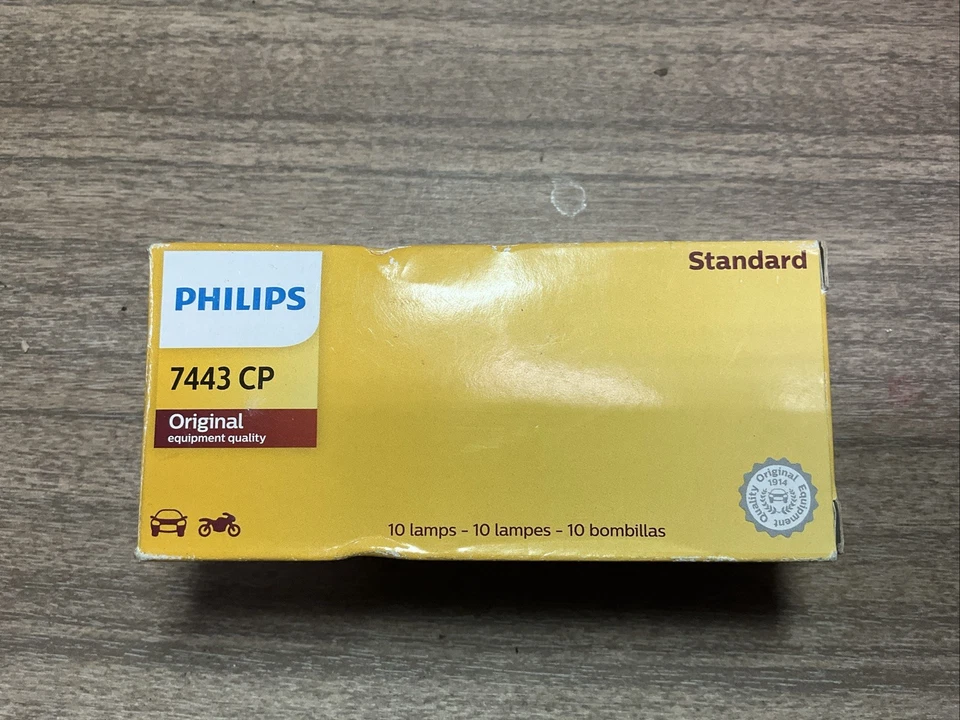 Standard
PHILIPS
7443 CP
Original
equipment quality
10 lamps - 10 lampes - 10 bombillas
Quality Original Equipment
1914